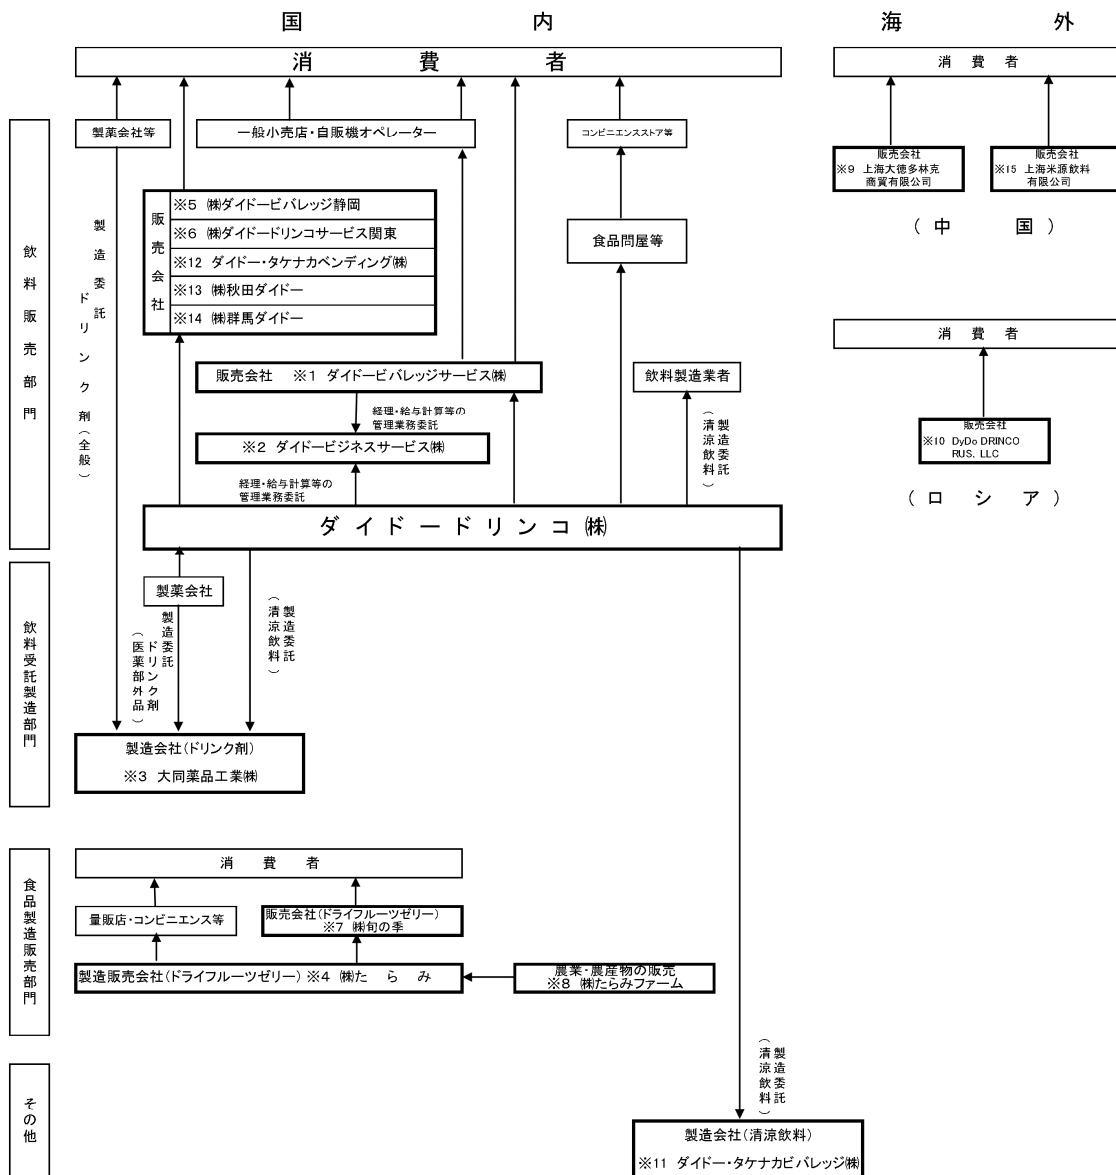 国 内
海 外
消 費 者
消 費 者
飲料販売部門
製薬会社等
一般小売店・自販機オペレーター
コンビニエンスストア等
販売会社
※9 上海大徳多林克
商貿有限公司
販売会社
※15 上海米源飲料
有限公司
(中 国)
販売会社
※5 ㈱ダイドービバレッジ静岡
※6 ㈱ダイドードリンコサービス関東
※12 ダイドー・タケナカベンディング㈱
※13 ㈱秋田ダイドー
※14 ㈱群馬ダイドー
製造委託
ドリンク剤(全般)
食品問屋等
消 費 者
販売会社 ※1 ダイドービバレッジサービス㈱
飲料製造業者
経理・給与計算等の
管理業務委託
※2 ダイドービジネスサービス㈱
製造委託
(清涼飲料)
販売会社
※10 DyDo DRINCO
RUS, LLC
(ロ シ ア)
経理・給与計算等の
管理業務委託
ダイドードリンコ㈱
飲料受託製造部門
製薬会社
製造委託
ドリンク剤
(医薬部外品)
製造委託
(清涼飲料)
製造会社(ドリンク剤)
※3 大同薬品工業㈱
食品製造販売部門
消 費 者
量販店・コンビニエンス等
販売会社(ドライフルーツゼリー)
※7 ㈱旬の季
製造販売会社(ドライフルーツゼリー) ※4 ㈱た ら み
農業・農産物の販売
※8 ㈱たらみファーム
その他
製造委託
(清涼飲料)
製造会社(清涼飲料)
※11 ダイドー・タケナカビバレッジ㈱